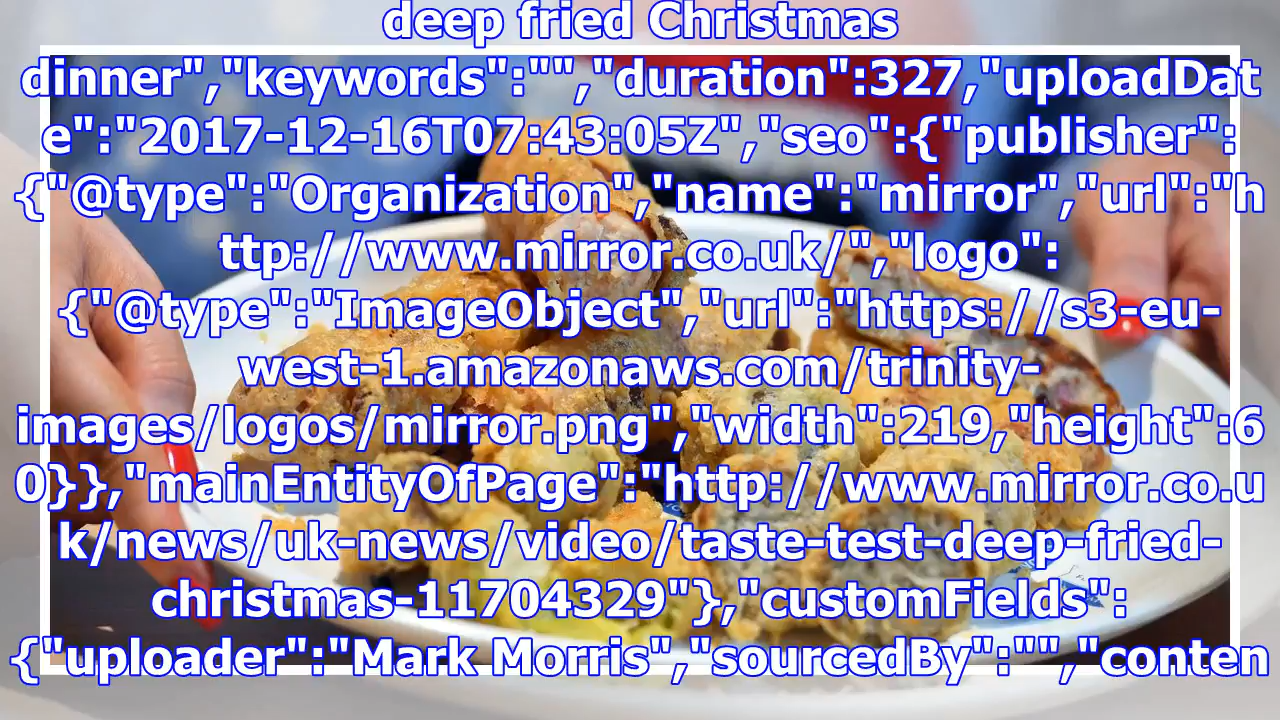 deep fried Christmas
dinner","keywords":"","duration":327,"uploadDat
e":"2017-12-16T07:43:05Z","seo":{"publisher":
{"@type":"Organization","name":"mirror","url":"h
ttp://www.mirror.co.uk/","logo":
{"@type":"ImageObject","url":"https://s3-eu-
west-1.amazonaws.com/trinity-
images/logos/mirror.png","width":219,"height":6
0}},"mainEntityOfPage":"http://www.mirror.co.u
k/news/uk-news/video/taste-test-deep-fried-
christmas-11704329"},"customFields":
{"uploader":"Mark Morris","sourcedBy":"","conten